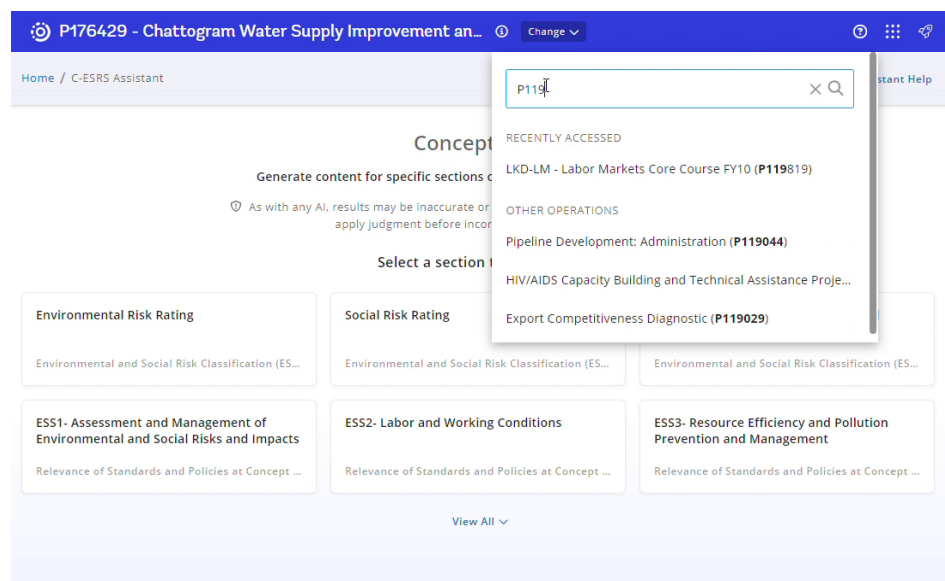 P176429 - Chattogram Water Supply Improvement an...
Change
Home / C-ESRS Assistant
stant Help
P119
RECENTLY ACCESSED
LKD-LM - Labor Markets Core Course FY10 (P119819)
OTHER OPERATIONS
Pipeline Development: Administration (P119044)
HIV/AIDS Capacity Building and Technical Assistance Proje...
Export Competitiveness Diagnostic (P119029)
Concept
Generate content for specific sections
As with any AI, results may be inaccurate or
apply judgment before
Select a section
Environmental Risk Rating
Environmental and Social Risk Classification (ES...
Social Risk Rating
Environmental and Social Risk Classification (ES...
Environmental and Social Risk Classification (ES...
ESS1- Assessment and Management of
Environmental and Social Risks and Impacts
Relevance of Standards and Policies at Concept ...
ESS2- Labor and Working Conditions
Relevance of Standards and Policies at Concept ...
ESS3- Resource Efficiency and Pollution
Prevention and Management
Relevance of Standards and Policies at Concept ...
View All